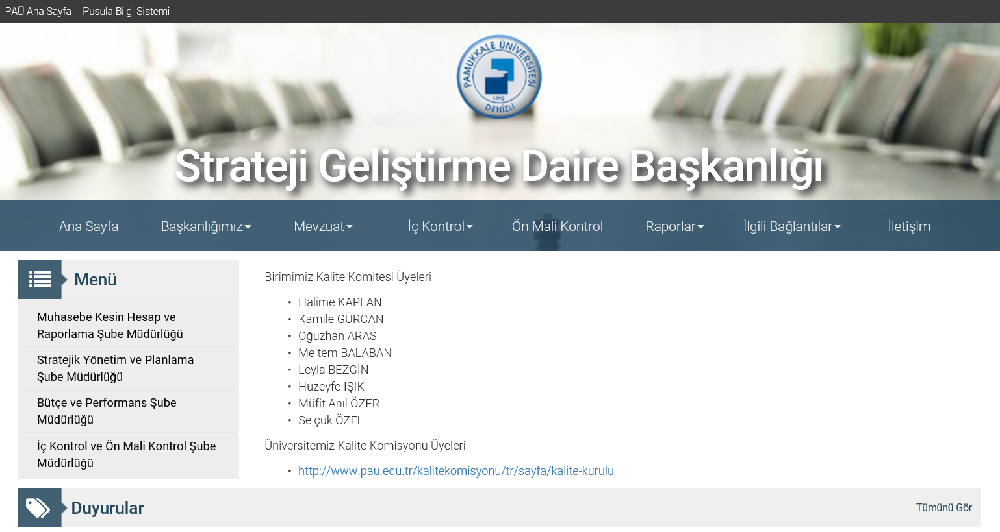 PAÜ Ana Sayfa Pusula Bilgi Sistemi
PAMUKKALE ÜNİVERSİTESİ
1992
DENİZLİ
Strateji Geliştirme Daire Başkanlığı
Ana Sayfa Başkanlığımız Mevzuat İç Kontrol Ön Mali Kontrol Raporlar İlgili Bağlantılar İletişim
Menü
Muhasebe Kesin Hesap ve
Raporlama Şube Müdürlüğü
Stratejik Yönetim ve Planlama
Şube Müdürlüğü
Bütçe ve Performans Şube
Müdürlüğü
İç Kontrol ve Ön Mali Kontrol Şube
Müdürlüğü
Birimimiz Kalite Komitesi Üyeleri
• Halime KAPLAN
• Kamile GÜRCAN
• Oğuzhan ARAS
• Meltem BALABAN
• Leyla BEZGİN
• Huzeyfe IŞIK
• Müfit Anıl ÖZER
• Selçuk ÖZEL
Üniversitemiz Kalite Komisyonu Üyeleri
• http://www.pau.edu.tr/kalitekomisyonu/tr/sayfa/kalite-kurulu
Duyurular
Tümünü Gör